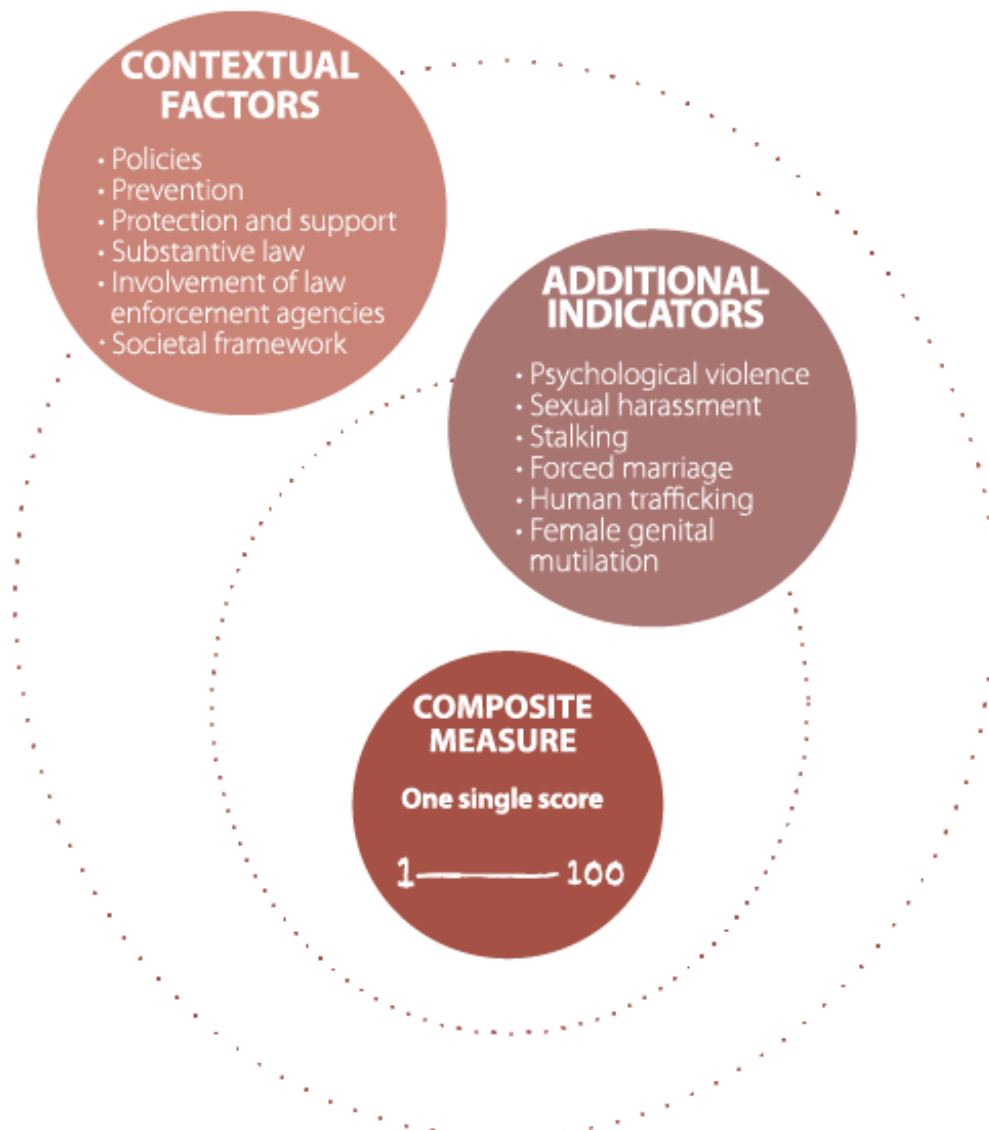 CONTEXTUAL
FACTORS
• Policies
• Prevention
• Protection and support
• Substantive law
• Involvement of law
enforcement agencies
• Societal framework
ADDITIONAL
INDICATORS
• Psychological violence
• Sexual harassment
• Stalking
• Forced marriage
• Human trafficking
• Female genital
mutilation
COMPOSITE
MEASURE
One single score
1 100